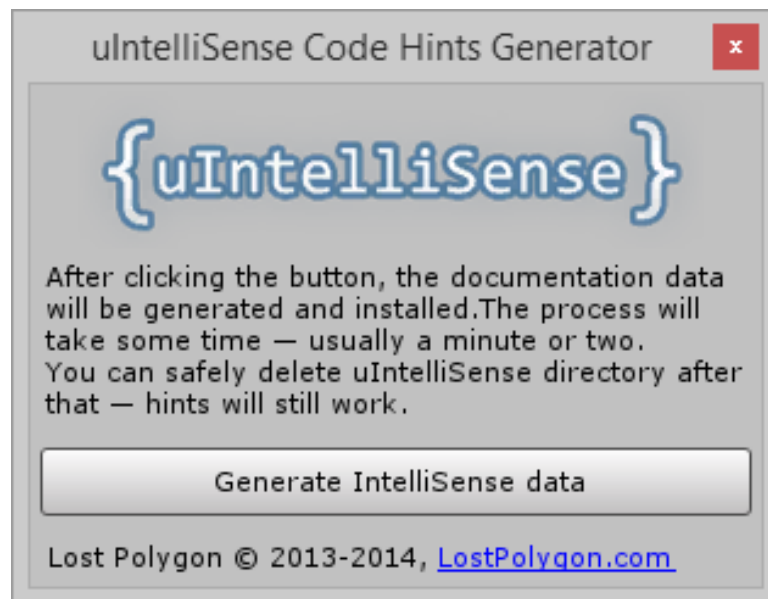 uIntelliSense Code Hints Generator
x
{uIntelliSense}
After clicking the button, the documentation data
will be generated and installed.The process will
take some time — usually a minute or two.
You can safely delete uIntelliSense directory after
that — hints will still work.
Generate IntelliSense data
Lost Polygon © 2013-2014, LostPolygon.com